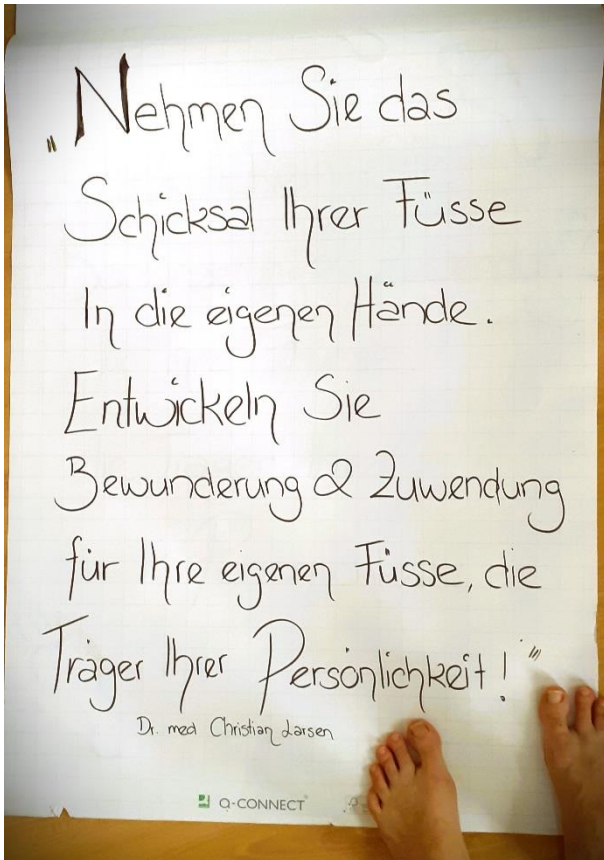 „Nehmen Sie das
Schicksal Ihrer Füsse
In die eigenen Hände.
Entwickeln Sie
Bewunderung & Zuwendung
für Ihre eigenen Füsse, die
Träger Ihrer Persönlichkeit!"
Dr. med Christian Larsen
Q-CONNECT